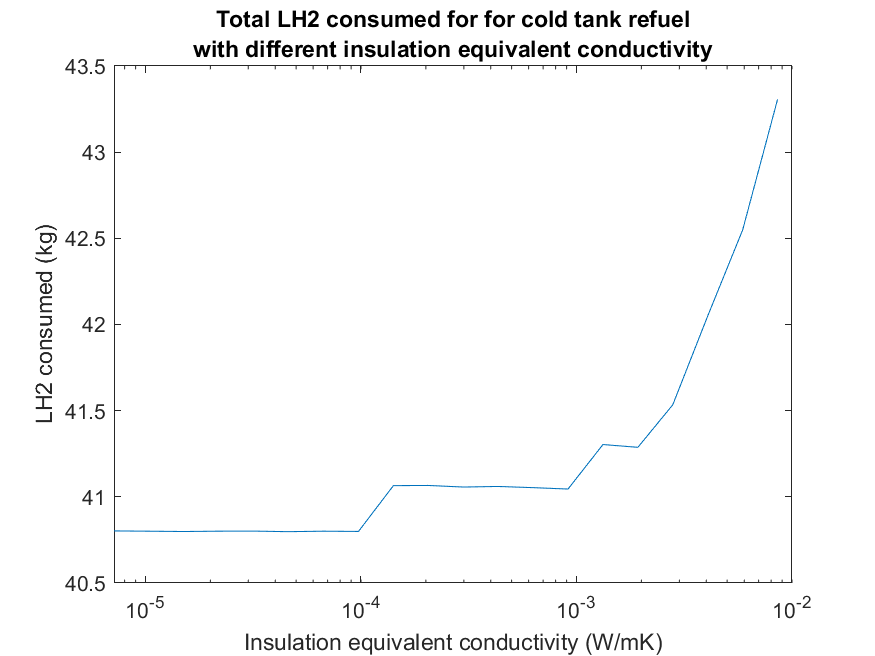 Total LH2 consumed for for cold tank refuel
with different insulation equivalent conductivity
43.5
43
42.5
42
41.5
41
40.5
LH2 consumed (kg)
10^-5
10^-4
10^-3
10^-2
Insulation equivalent conductivity (W/mK)